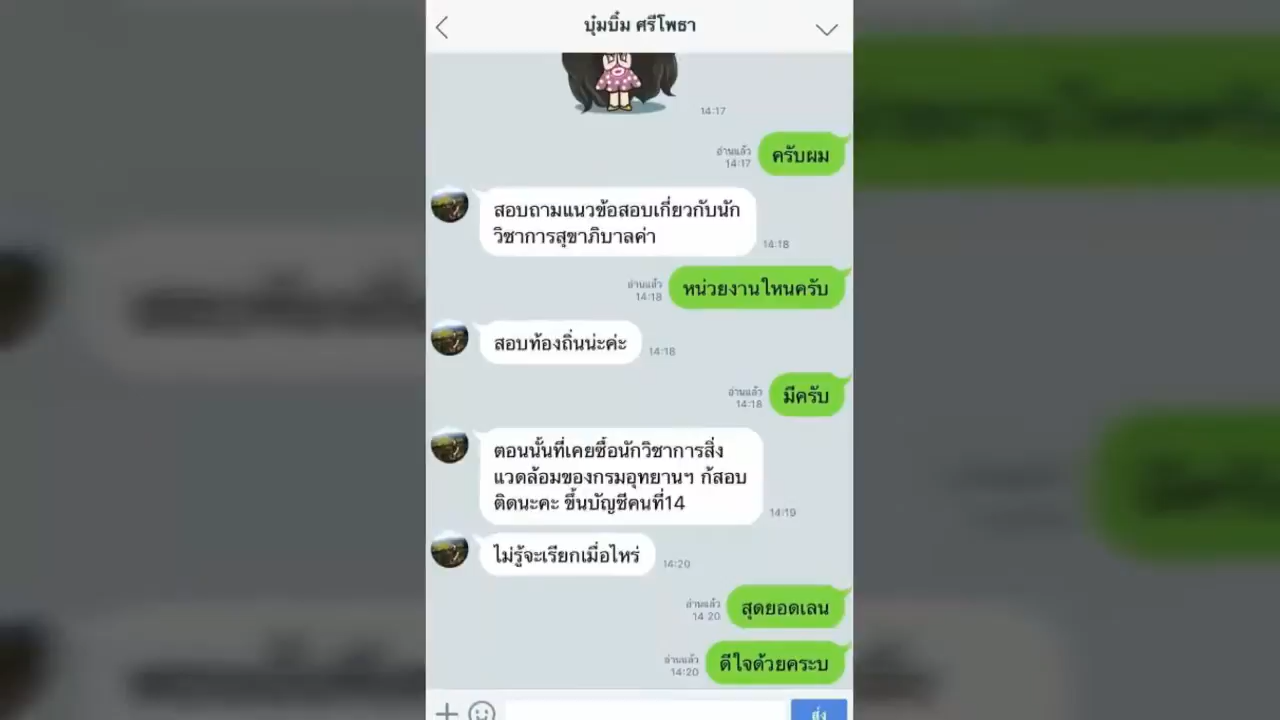 บุ๋มบิ๋ม ศรีโพธา
14:17
ครับผม
อ่านแล้ว
14:17
สอบถามแนวข้อสอบเกี่ยวกับนัก
วิชาการสุขาภิบาลค่า
14:18
หน่วยงานใหนครับ
อ่านแล้ว
14:18
สอบท้องถิ่นน่ะค่ะ
14:18
มีครับ
อ่านแล้ว
14:18
ตอนนั้นที่เคยซื้อนักวิชาการสิ่ง
แวดล้อมของกรมอุทยานฯ ก้สอบ
ติดนะคะ ขึ้นบัญชีคนที่14
14:19
ไม่รู้จะเรียกเมื่อไหร่
14:20
สุดยอดเลน
อ่านแล้ว
14:20
ดีใจด้วยคระบ
อ่านแล้ว
14:20
ส่ง